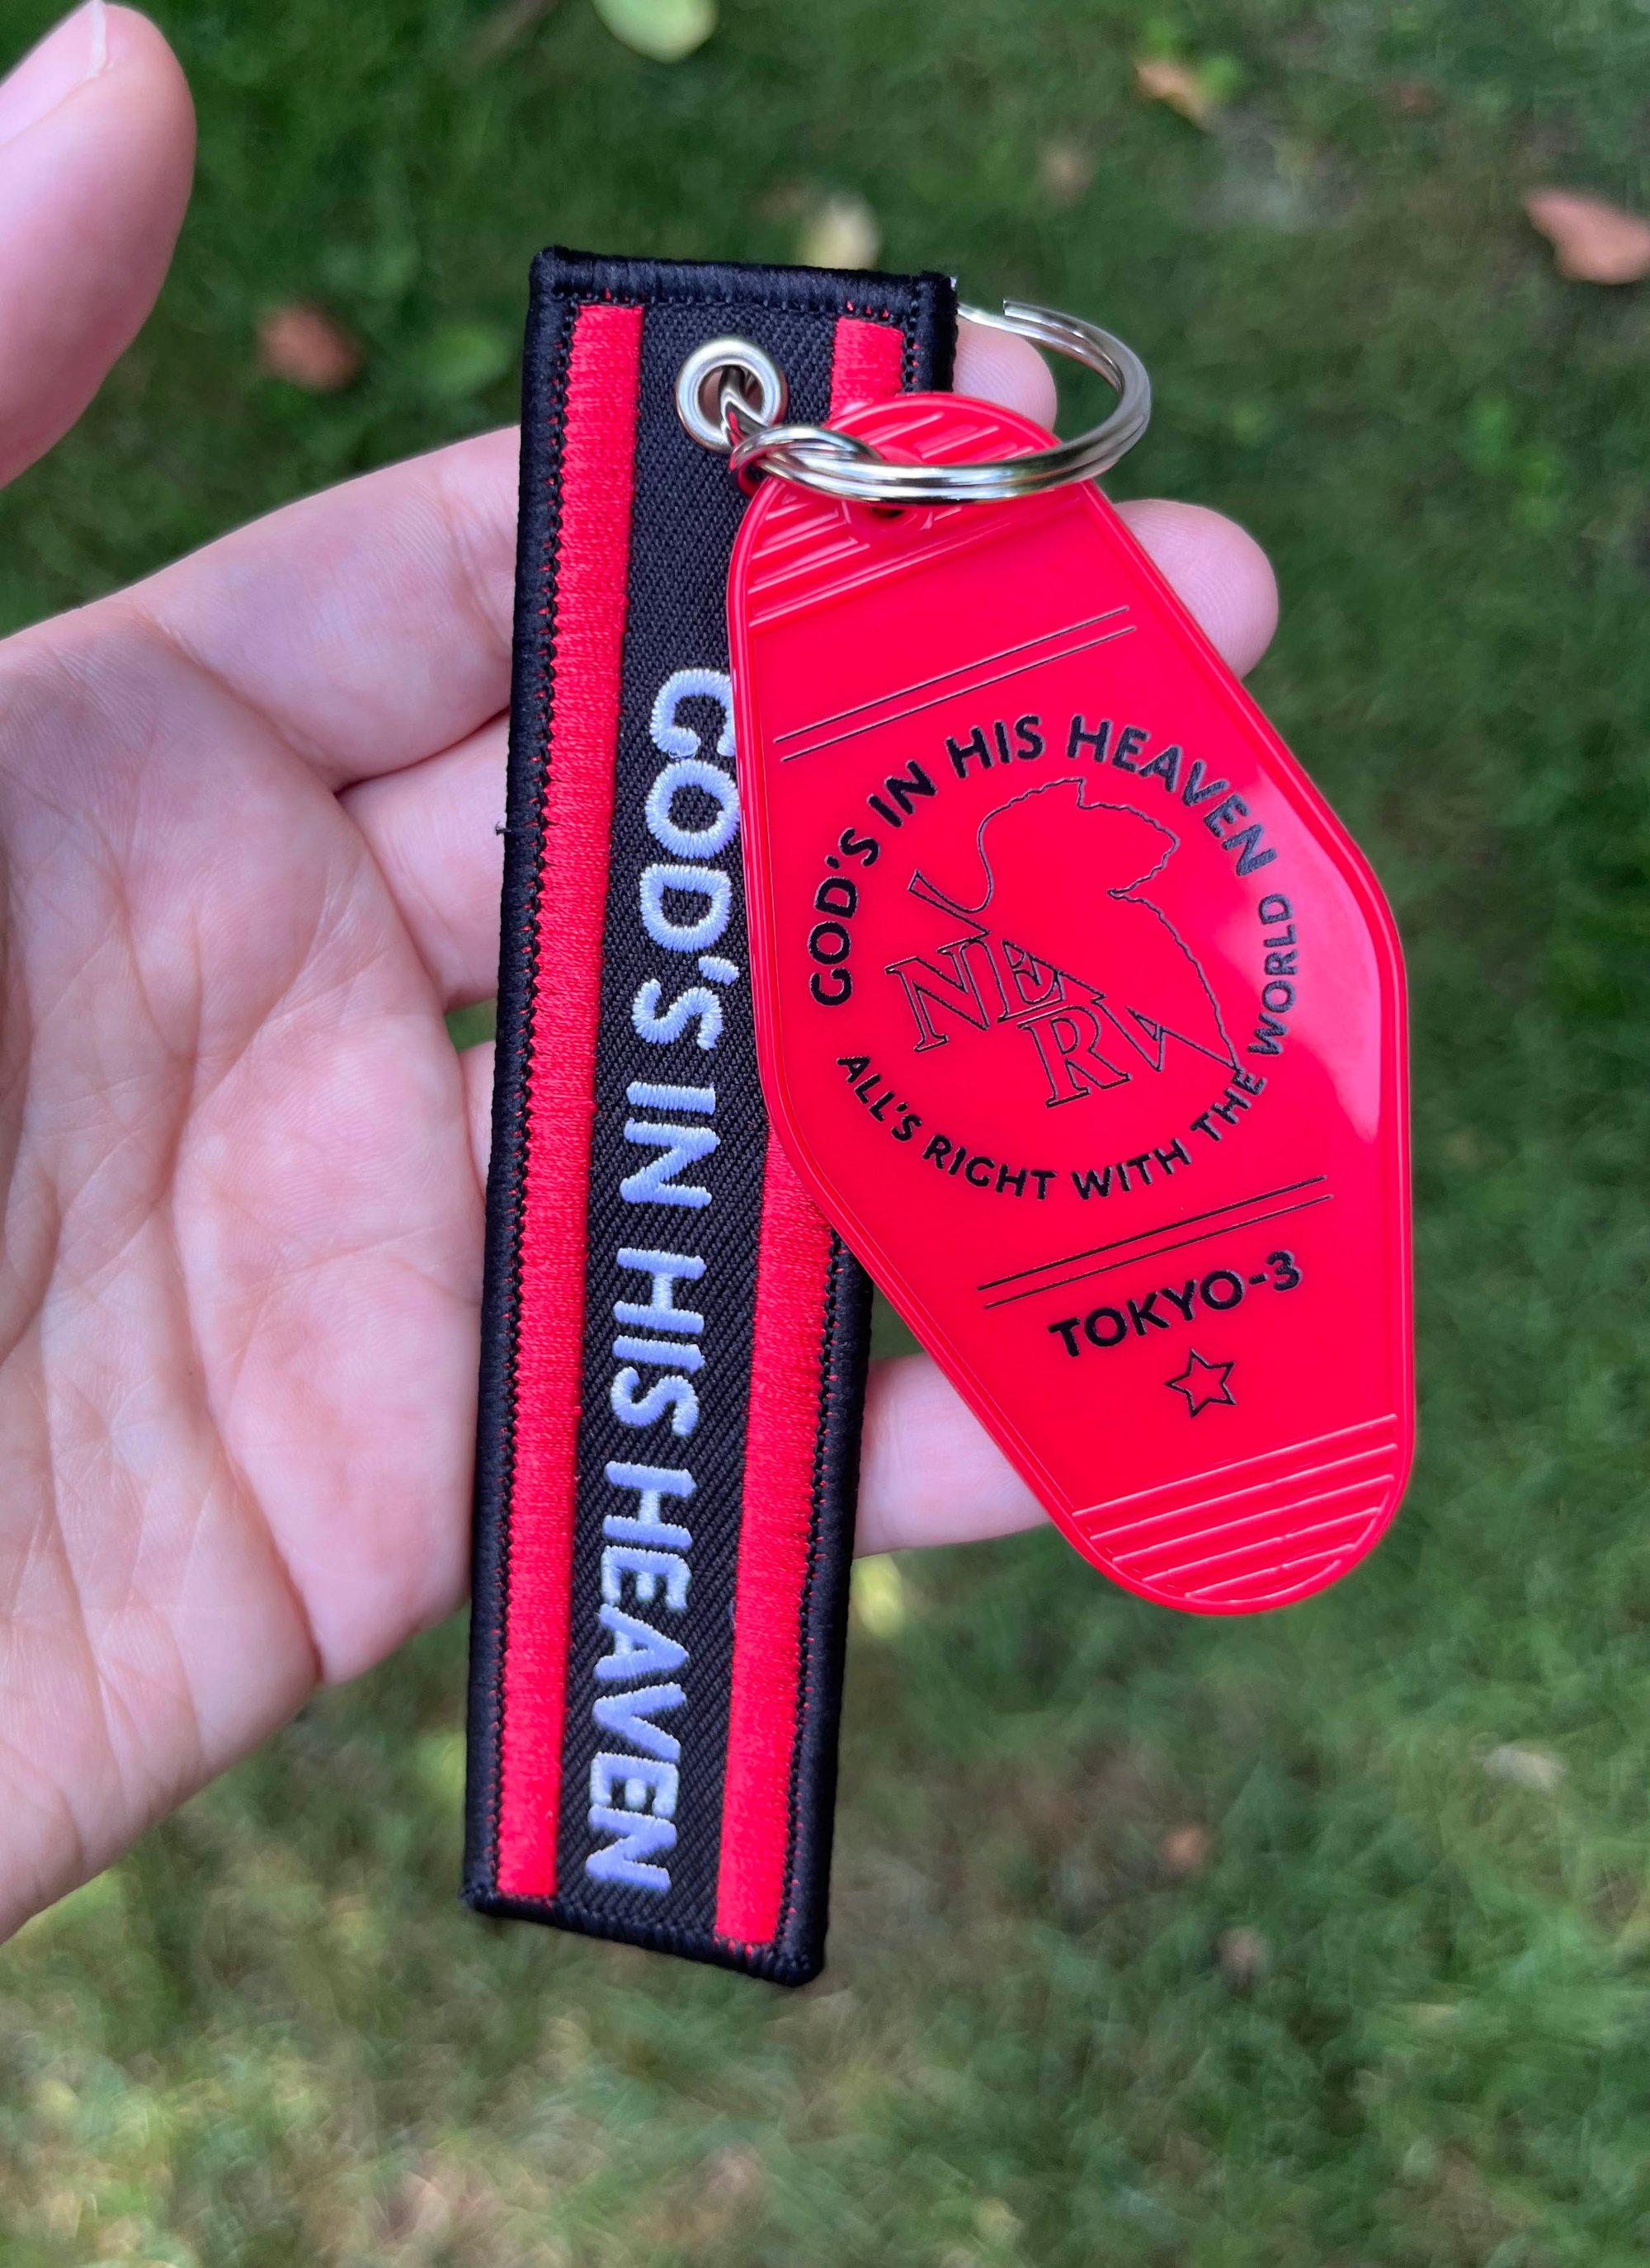 GOD'S IN HIS HEAVEN
GOD'S IN HIS HEAVEN
NERV
ALL'S RIGHT WITH THE WORLD
TOKYO-3